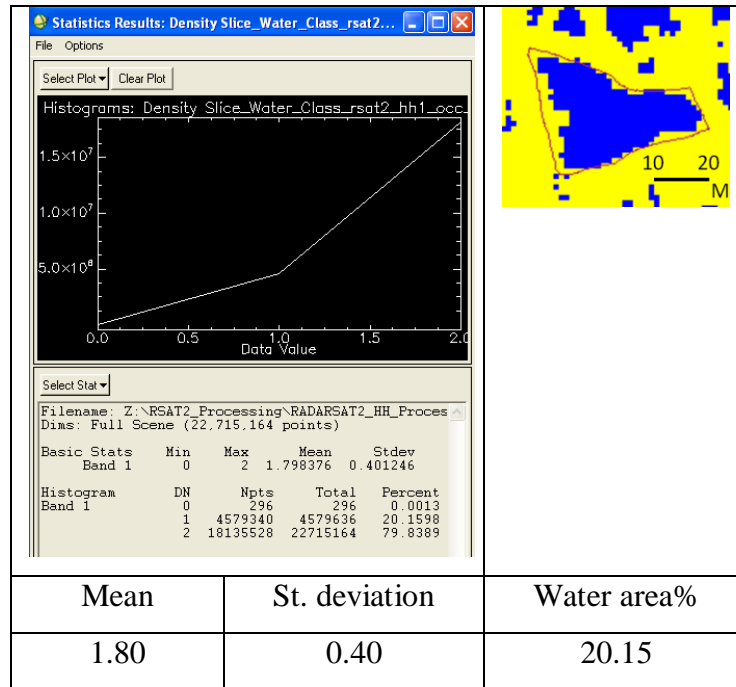 Statistics Results: Density Slice_Water_Class_rsat2...
File Options
Select Plot Clear Plot
Histograms: Density Slice_Water_Class_rsat2_hh1_occ_
1.5×10⁷
1.0×10⁷
5.0×10⁶
0.0 0.5 1.0 1.5 2.0
Data Value
Select Stat
Filename: Z:\RSAT2_Processing\RADARSAT2_HH_Proces
Dims: Full Scene (22,715,164 points)
Basic Stats Min Max Mean Stdev
Band 1 0 2 1.798376 0.401246
Histogram DN Npts Total Percent
Band 1 0 296 296 0.0013
1 4579340 4579636 20.1598
2 18135528 22715164 79.8389
10 20
M
Mean St. deviation Water area%
1.80 0.40 20.15